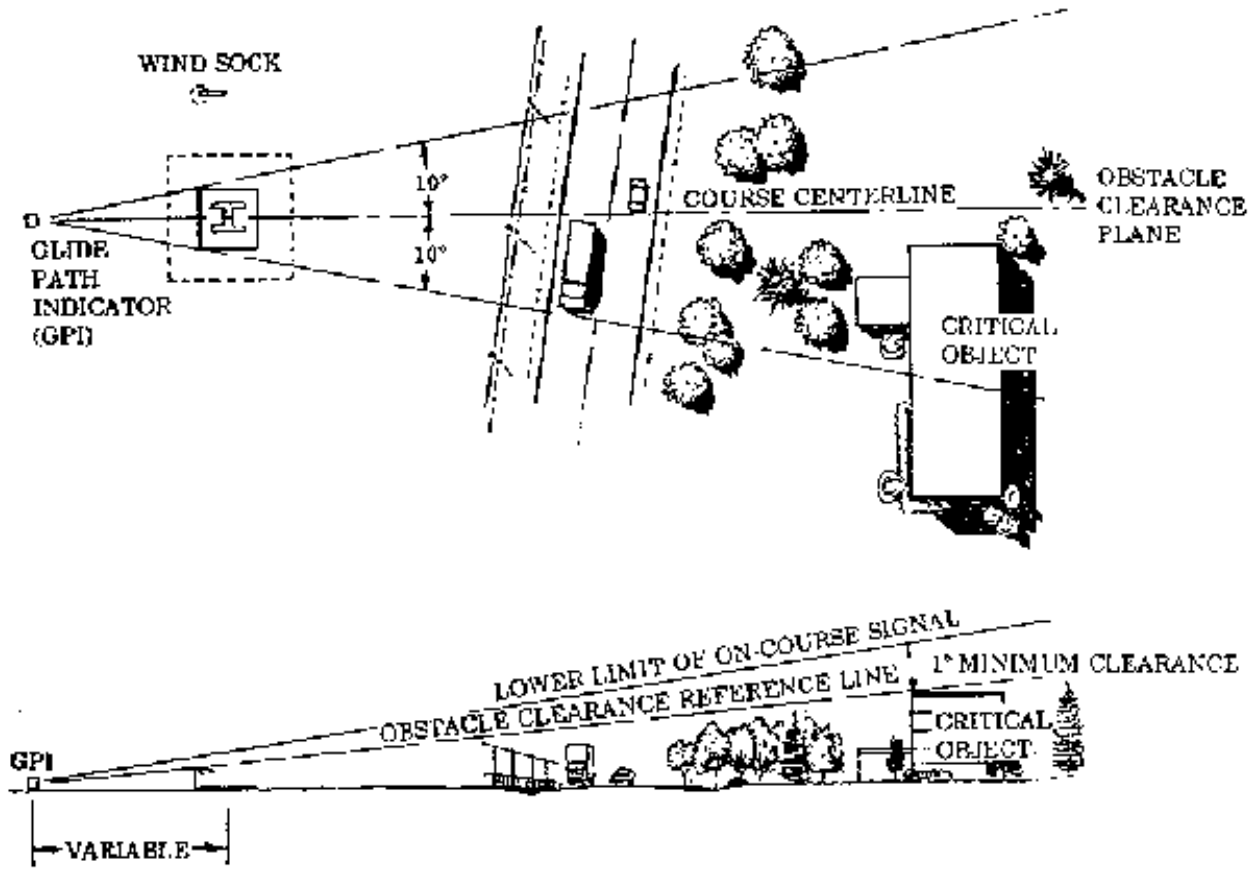 WIND SOCK
10°
COURSE CENTERLINE
OBSTACLE
CLEARANCE
PLANE
10°
GLIDE
PATH
INDICATOR
(GPI)
H
CRITICAL
OBJECT
LOWER LIMIT OF ON-COURSE SIGNAL
1° MINIMUM CLEARANCE
OBSTACLE CLEARANCE REFERENCE LINE
CRITICAL
OBJECT
GPI
VARIABLE